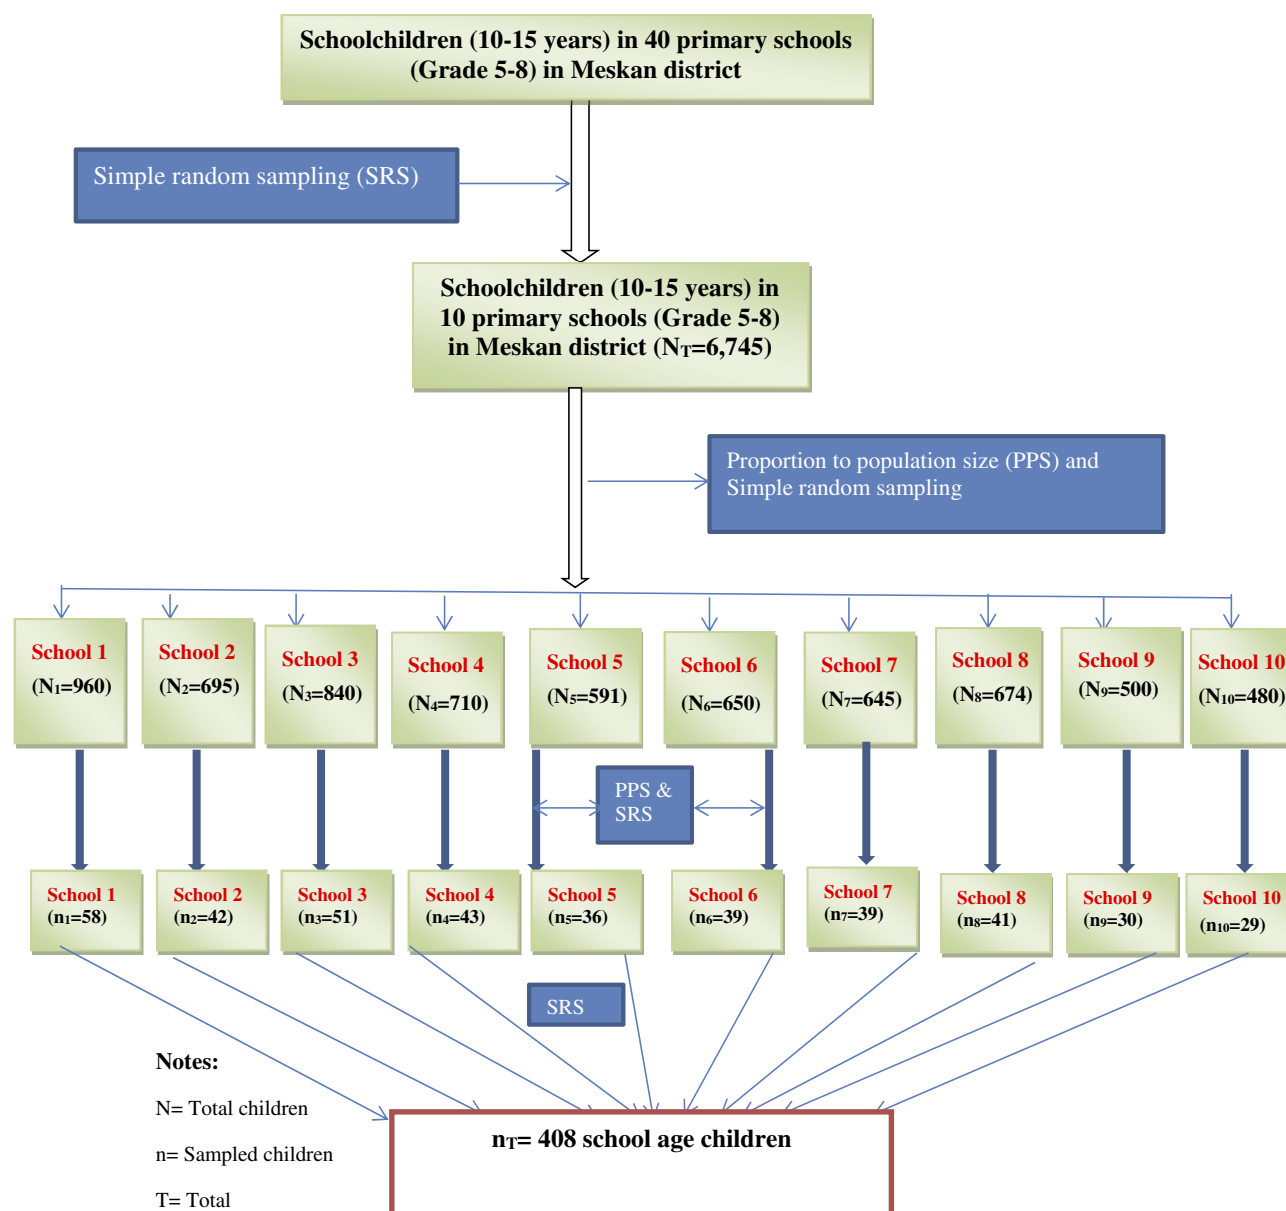 Schoolchildren (10-15 years) in 40 primary schools
(Grade 5-8) in Meskan district
Simple random sampling (SRS)
Schoolchildren (10-15 years) in
10 primary schools (Grade 5-8)
in Meskan district (N_T=6,745)
Proportion to population size (PPS) and
Simple random sampling
School 1
(N₁=960)
School 2
(N₂=695)
School 3
(N₃=840)
School 4
(N₄=710)
School 5
(N₅=591)
School 6
(N₆=650)
School 7
(N₇=645)
School 8
(N₈=674)
School 9
(N₉=500)
School 10
(N₁₀=480)
PPS &
SRS
School 1
(n₁=58)
School 2
(n₂=42)
School 3
(n₃=51)
School 4
(n₄=43)
School 5
(n₅=36)
School 6
(n₆=39)
School 7
(n₇=39)
School 8
(n₈=41)
School 9
(n₉=30)
School 10
(n₁₀=29)
SRS
Notes:
N= Total children
n= Sampled children
T= Total
n_T= 408 school age children